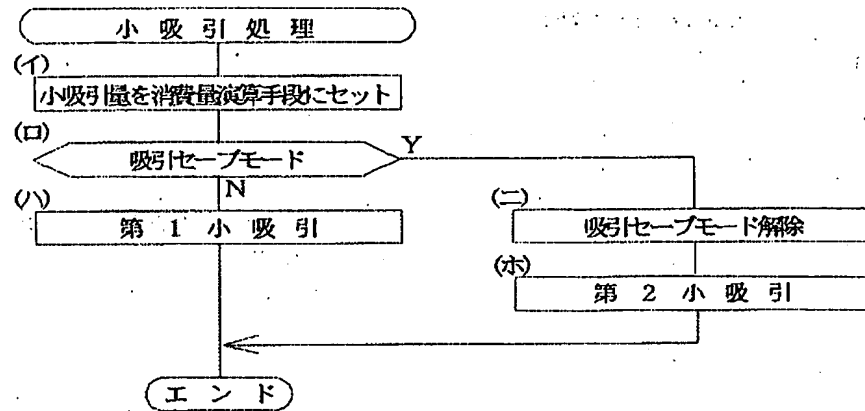 小吸引処理
(イ)
小吸引量を消費量演算手段にセット
(ロ)
吸引セーブモード
Y
N
(ハ)
第1小吸引
(ニ)
吸引セーブモード解除
(ホ)
第2小吸引
エンド